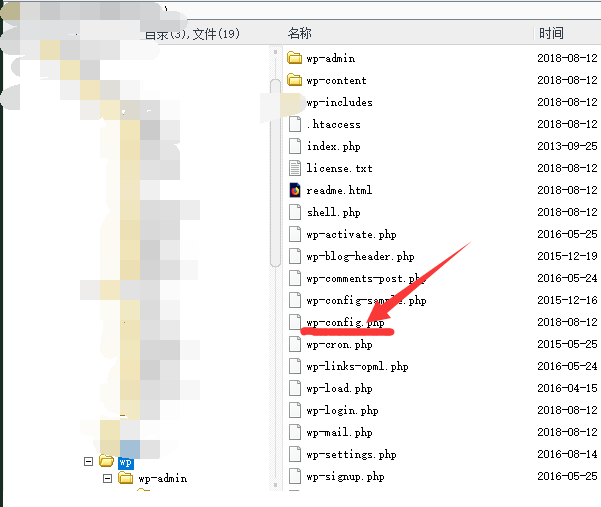 目录(3),文件(19)
名称 时间
wp-admin 2018-08-12
wp-content 2018-08-12
wp-includes 2018-08-12
.htaccess 2018-08-12
index.php 2013-09-25
license.txt 2018-08-12
readme.html 2018-08-12
shell.php 2018-08-12
wp-activate.php 2016-05-25
wp-blog-header.php 2015-12-19
wp-comments-post.php 2016-05-24
wp-config-sample.php 2015-12-16
wp-config.php 2018-08-12
wp-cron.php 2015-05-25
wp-links-opml.php 2016-05-24
wp-load.php 2016-04-15
wp-login.php 2018-08-12
wp-mail.php 2018-08-12
wp-settings.php 2016-08-14
wp-signup.php 2016-05-25
wp
wp-admin